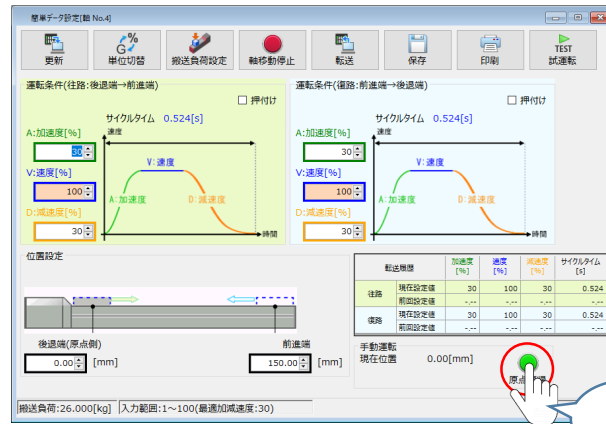 簡単データ設定[軸 No.4]
更新
単位切替
搬送負荷設定
軸移動停止
転送
保存
印刷
TEST
試運転
運転条件(往路:後退端→前進端)
押付け
サイクルタイム 0.524[s]
A:加速度[%]
30
V:速度[%]
100
D:減速度[%]
30
速度
V:速度
A:加速度
D:減速度
時間
運転条件(復路:前進端→後退端)
押付け
サイクルタイム 0.524[s]
A:加速度[%]
30
V:速度[%]
100
D:減速度[%]
30
速度
V:速度
A:加速度
D:減速度
時間
位置設定
後退端(原点側)
0.00 [mm]
前進端
150.00 [mm]
転送履歴 加速度[%] 速度[%] 減速度[%] サイクルタイム[s]
往路 現在設定値 30 100 30 0.524
前回設定値 -.-- -.-- -.-- -.--
復路 現在設定値 30 100 30 0.524
前回設定値 -.-- -.-- -.-- -.--
手動運転
現在位置 0.00[mm]
原点
搬送負荷:26.000[kg] 入力範囲:1~100(最適加減速度:30)